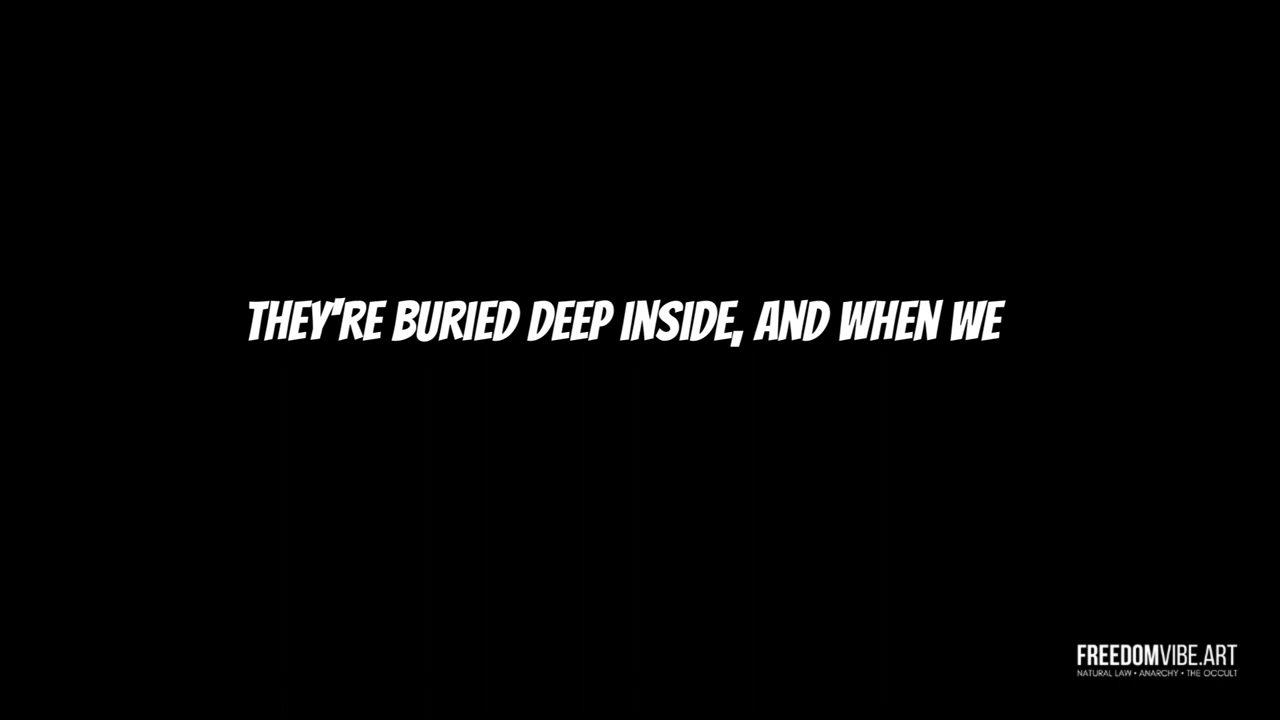 THEY'RE BURIED DEEP INSIDE, AND WHEN WE
FREEDOMVIBE.ART
NATURAL LAW • ANARCHY • THE OCCULT